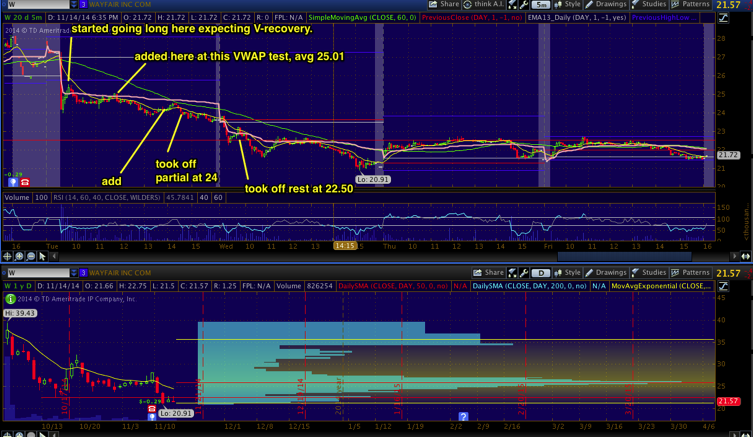 W WAYFAIR INC COM Share think A.I. 5m Style Drawings Studies Patterns 21.57
W 20 d 5m D: 11/14/14 6:35 PM O: 21.72 H: 21.72 L: 21.72 C: 21.72 R: 0 FPL: N/A SimpleMovingAvg (CLOSE, 60, 0) PreviousClose (DAY, 1, -1, no) EMA13_Daily (DAY, 1, -1, yes)
2014 © TD Ameritrade
started going long here expecting V-recovery.
added here at this VWAP test, avg 25.01
28
27
26
25
24
23
22
21.72
21
20
add
took off
partial at 24
took off rest at 22.50
-0.29
Lo: 20.91
Volume 100 RSI (14, 60, 40, CLOSE, WILDERS) 45.7841 40 60
150
100
50
0
16 Tue 11 12 13 14 15 Wed 10 11 12 13 14:15 15 Thu 11 12 13 14 15 Fri 10 11 12 13 14 15 16
W WAYFAIR INC COM Share D Style Drawings Studies Patterns 21.57
W 1 y D D: 11/14/14 O: 21.66 H: 22.75 L: 21.5 C: 21.57 R: 1.25 FPL: N/A Volume 826254 DailySMA (CLOSE, DAY, 50, 0, no) N/A DailySMA (CLOSE, DAY, 200, 0, no) N/A MovAvgExponential (CLOSE,...
2014 © TD Ameritrade IP Company, Inc.
Hi: 39.43
45
40
35
30
25
21.57
20
Lo: 20.91
10/13 10/20 11/3 11/10 12/1 12/8 12/15 12/22 1/5 1/12 1/19 1/26 2/2 2/9 2/16 3/2 3/9 3/16 3/23 3/30 4/6